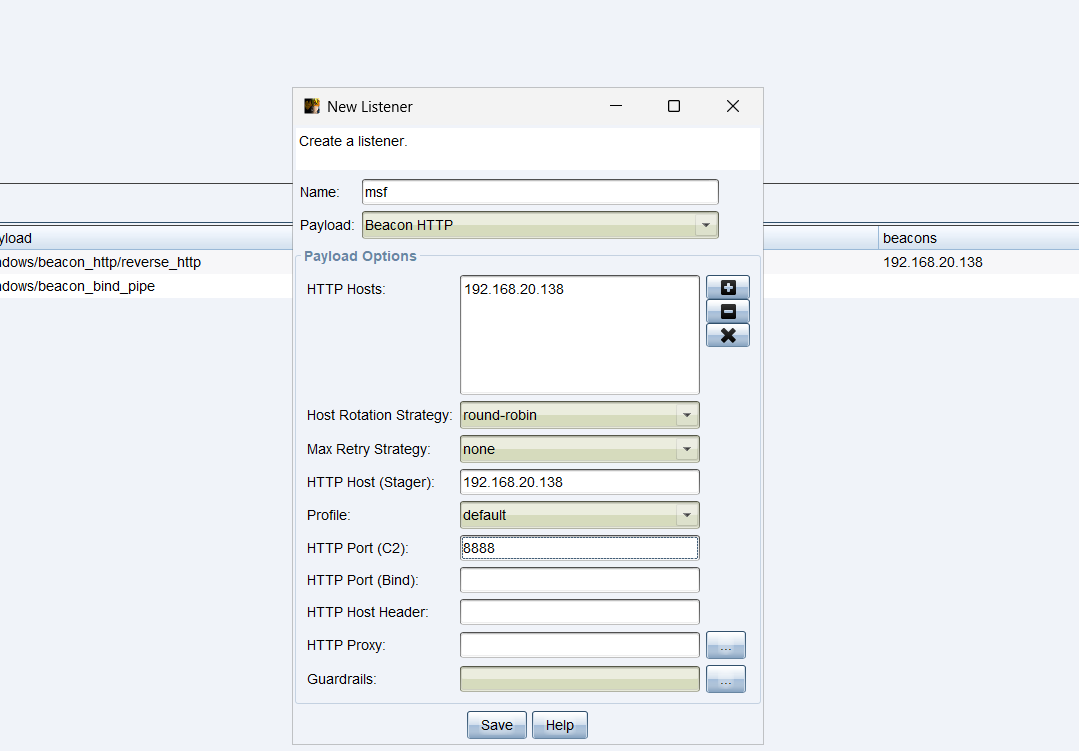 New Listener
Create a listener.
Name: msf
Payload: Beacon HTTP
yload beacons
Payload Options
ndows/beacon_http/reverse_http 192.168.20.138
ndows/beacon_bind_pipe
HTTP Hosts: 192.168.20.138
Host Rotation Strategy: round-robin
Max Retry Strategy: none
HTTP Host (Stager): 192.168.20.138
Profile: default
HTTP Port (C2): 8888
HTTP Port (Bind):
HTTP Host Header:
HTTP Proxy: ...
Guardrails: ...
Save Help